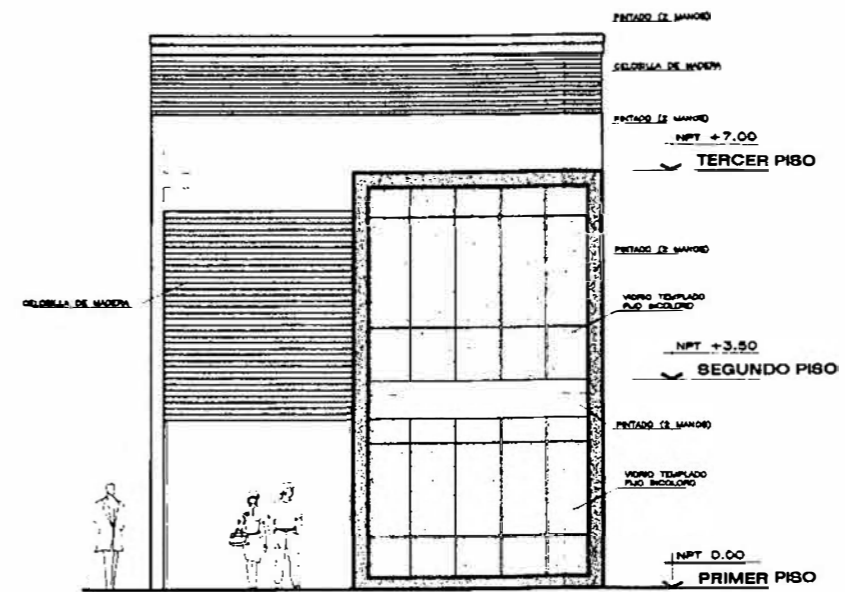 PINTADO (2 MANOS)
CELOSILLA DE MADERA
PINTADO (2 MANOS)
NPT +7.00
TERCER PISO
PINTADO (2 MANOS)
CELOSILLA DE MADERA
VIDRIO TEMPLADO
FIJO INCOLORO
NPT +3.50
SEGUNDO PISO
PINTADO (2 MANOS)
VIDRIO TEMPLADO
FIJO INCOLORO
NPT 0.00
PRIMER PISO